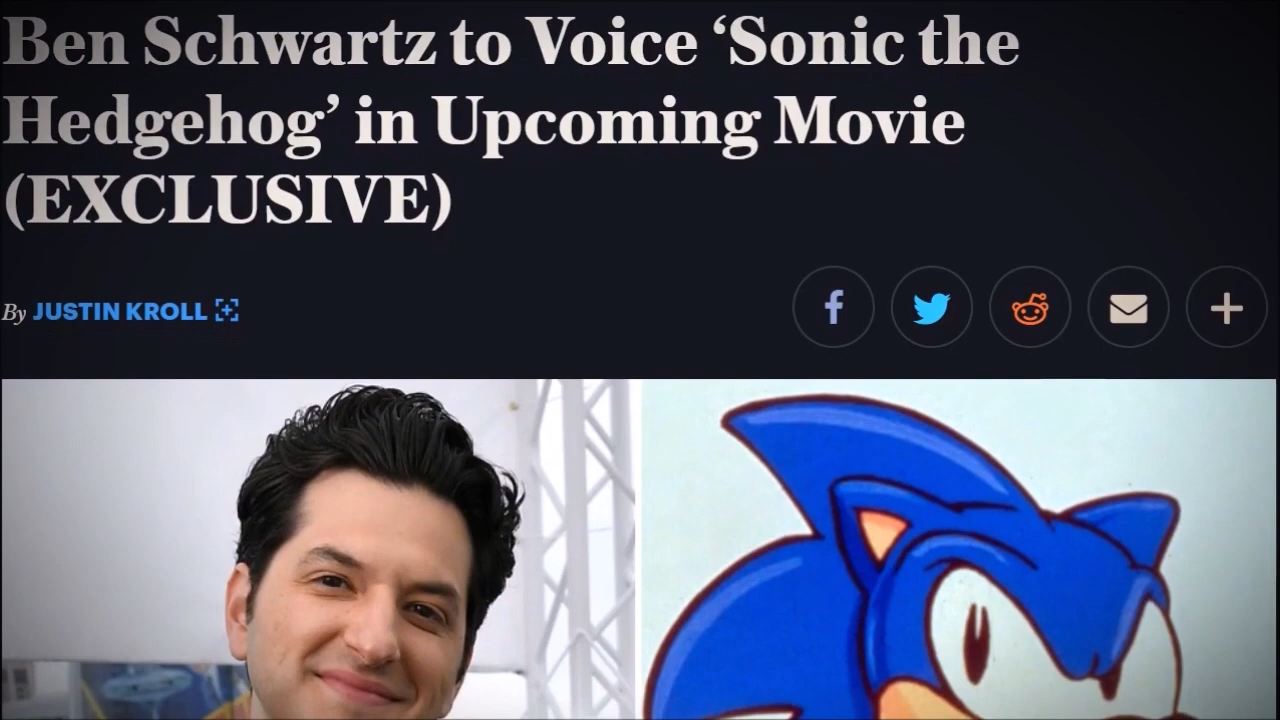 Ben Schwartz to Voice ‘Sonic the
Hedgehog’ in Upcoming Movie
(EXCLUSIVE)
By JUSTIN KROLL